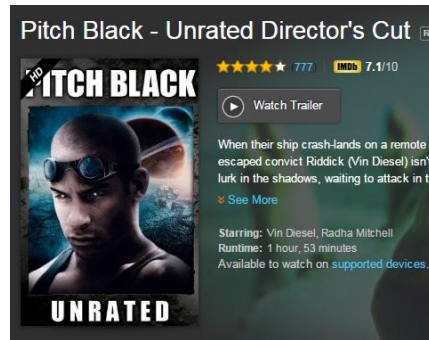 Pitch Black - Unrated Director's Cut R
HD
PITCH BLACK
UNRATED
(777) IMDb 7.1/10
Watch Trailer
When their ship crash-lands on a remote
escaped convict Riddick (Vin Diesel) isn'
lurk in the shadows, waiting to attack in t
See More
Starring: Vin Diesel, Radha Mitchell
Runtime: 1 hour, 53 minutes
Available to watch on supported devices.